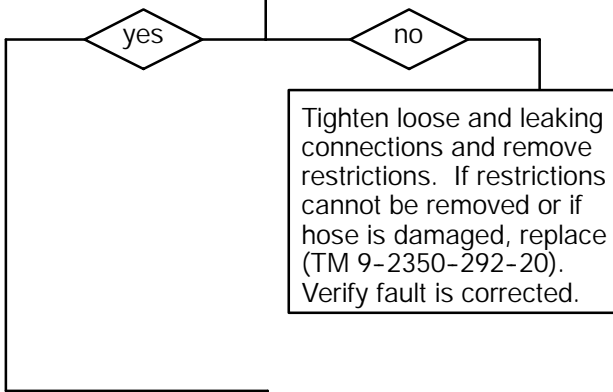 yes
no
Tighten loose and leaking
connections and remove
restrictions.  If restrictions
cannot be removed or if
hose is damaged, replace
(TM 9-2350-292-20).
Verify fault is corrected.